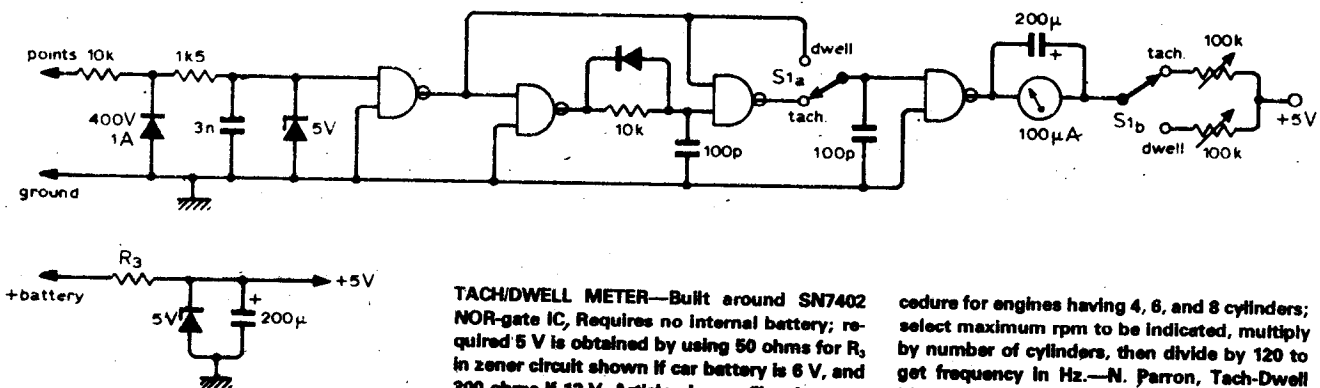 200μ
dwell
tach.
100k
points 10k
1k5
S1a
400V
1A
3n
5V
10k
tach.
100p
100p
100μA
S1b
+5V
dwell
100k
ground
R3
+5V
+battery
5V
200μ
TACH/DWELL METER—Built around SN7402
NOR-gate IC, Requires no internal battery; re-
quired 5 V is obtained by using 50 ohms for R3
in zener circuit shown if car battery is 6 V, and
cedure for engines having 4, 6, and 8 cylinders;
select maximum rpm to be indicated, multiply
by number of cylinders, then divide by 120 to
get frequency in Hz.—N. Parron, Tach-Dwell